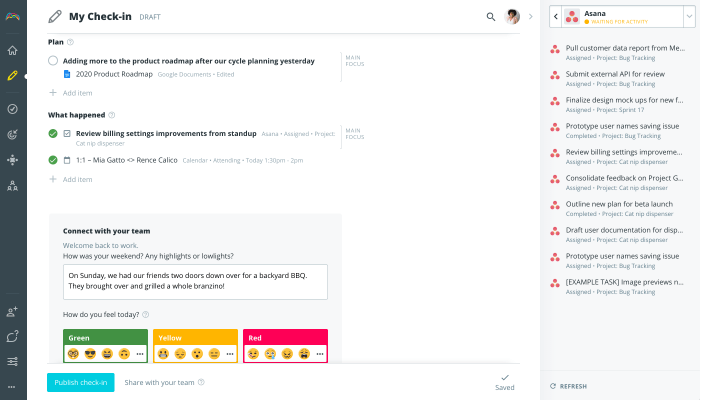 My Check-in DRAFT
Plan
Adding more to the product roadmap after our cycle planning yesterday
MAIN FOCUS
2020 Product Roadmap Google Documents • Edited
Add item
What happened
Review billing settings improvements from standup Asana • Assigned • Project: Cat nip dispenser
MAIN FOCUS
1:1 – Mia Gatto <> Rence Calico Calendar • Attending • Today 1:30pm - 2pm
Add item
Connect with your team
Welcome back to work.
How was your weekend? Any highlights or lowlights?
On Sunday, we had our friends two doors down over for a backyard BBQ.
They brought over and grilled a whole branzino!
How do you feel today?
Green Yellow Red
Publish check-in Share with your team Saved
Asana
WAITING FOR ACTIVITY
Pull customer data report from Me...
Assigned • Project: Bug Tracking
Submit external API for review
Assigned • Project: Bug Tracking
Finalize design mock ups for new f...
Assigned • Project: Sprint 17
Prototype user names saving issue
Completed • Project: Bug Tracking
Review billing settings improveme...
Assigned • Project: Cat nip dispenser
Consolidate feedback on Project G...
Assigned • Project: Cat nip dispenser
Outline new plan for beta launch
Completed • Project: Cat nip dispenser
Draft user documentation for disp...
Assigned • Project: Cat nip dispenser
Prototype user names saving issue
Assigned • Project: Bug Tracking
[EXAMPLE TASK] Image previews n...
Assigned • Project: Bug Tracking
REFRESH